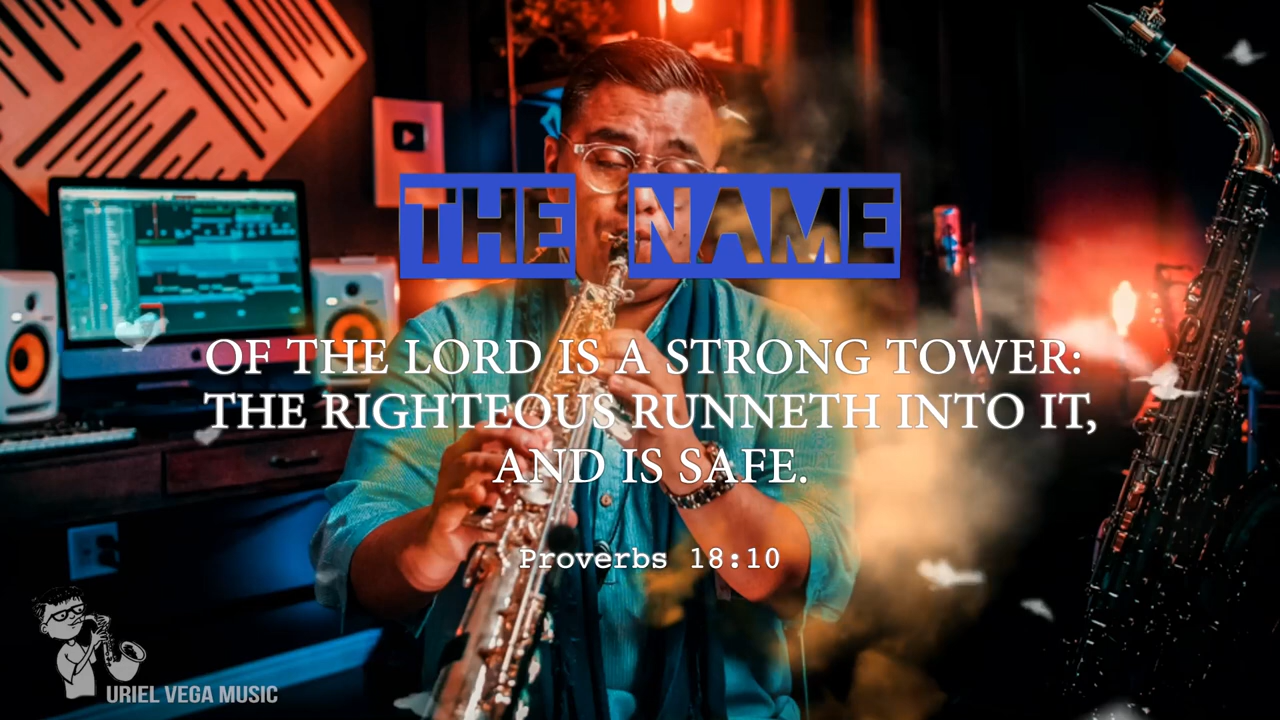 THE NAME
OF THE LORD IS A STRONG TOWER:
THE RIGHTEOUS RUNNETH INTO IT,
AND IS SAFE.
Proverbs 18:10
URIEL VEGA MUSIC